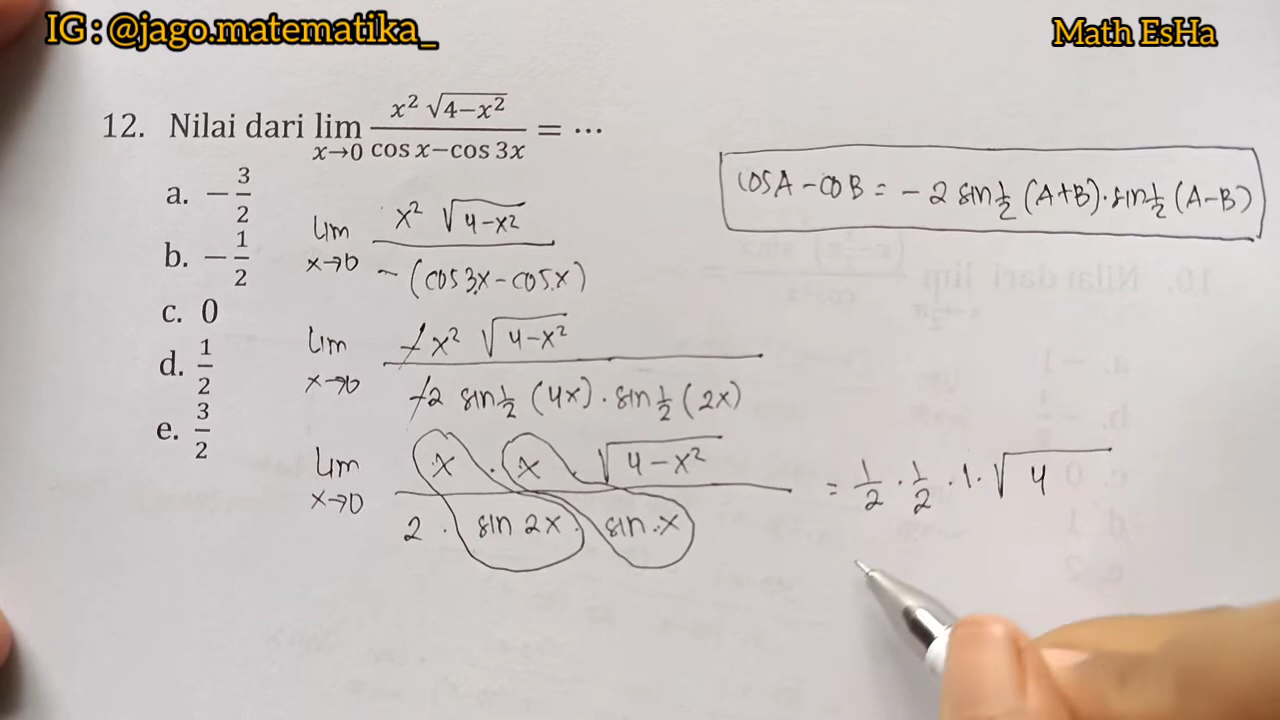 IG : @jago.matematika_
Math EsHa
12. Nilai dari lim x→0 x² √(4−x²) / (cos x−cos 3x) = ...
a. −3/2
b. −1/2
c. 0
d. 1/2
e. 3/2
cosA − coB = −2 sin ½ (A+B) . sin ½ (A−B)
lim x→0 x² √(4−x²) / −(cos 3x − cos x)
lim x→0 −x² √(4−x²) / −2 sin ½ (4x) . sin ½ (2x)
lim x→0 x . x . √(4−x²) / 2 . sin 2x . sin x = 1/2 . 1/2 . 1 . √4
10. Nilai dari lim